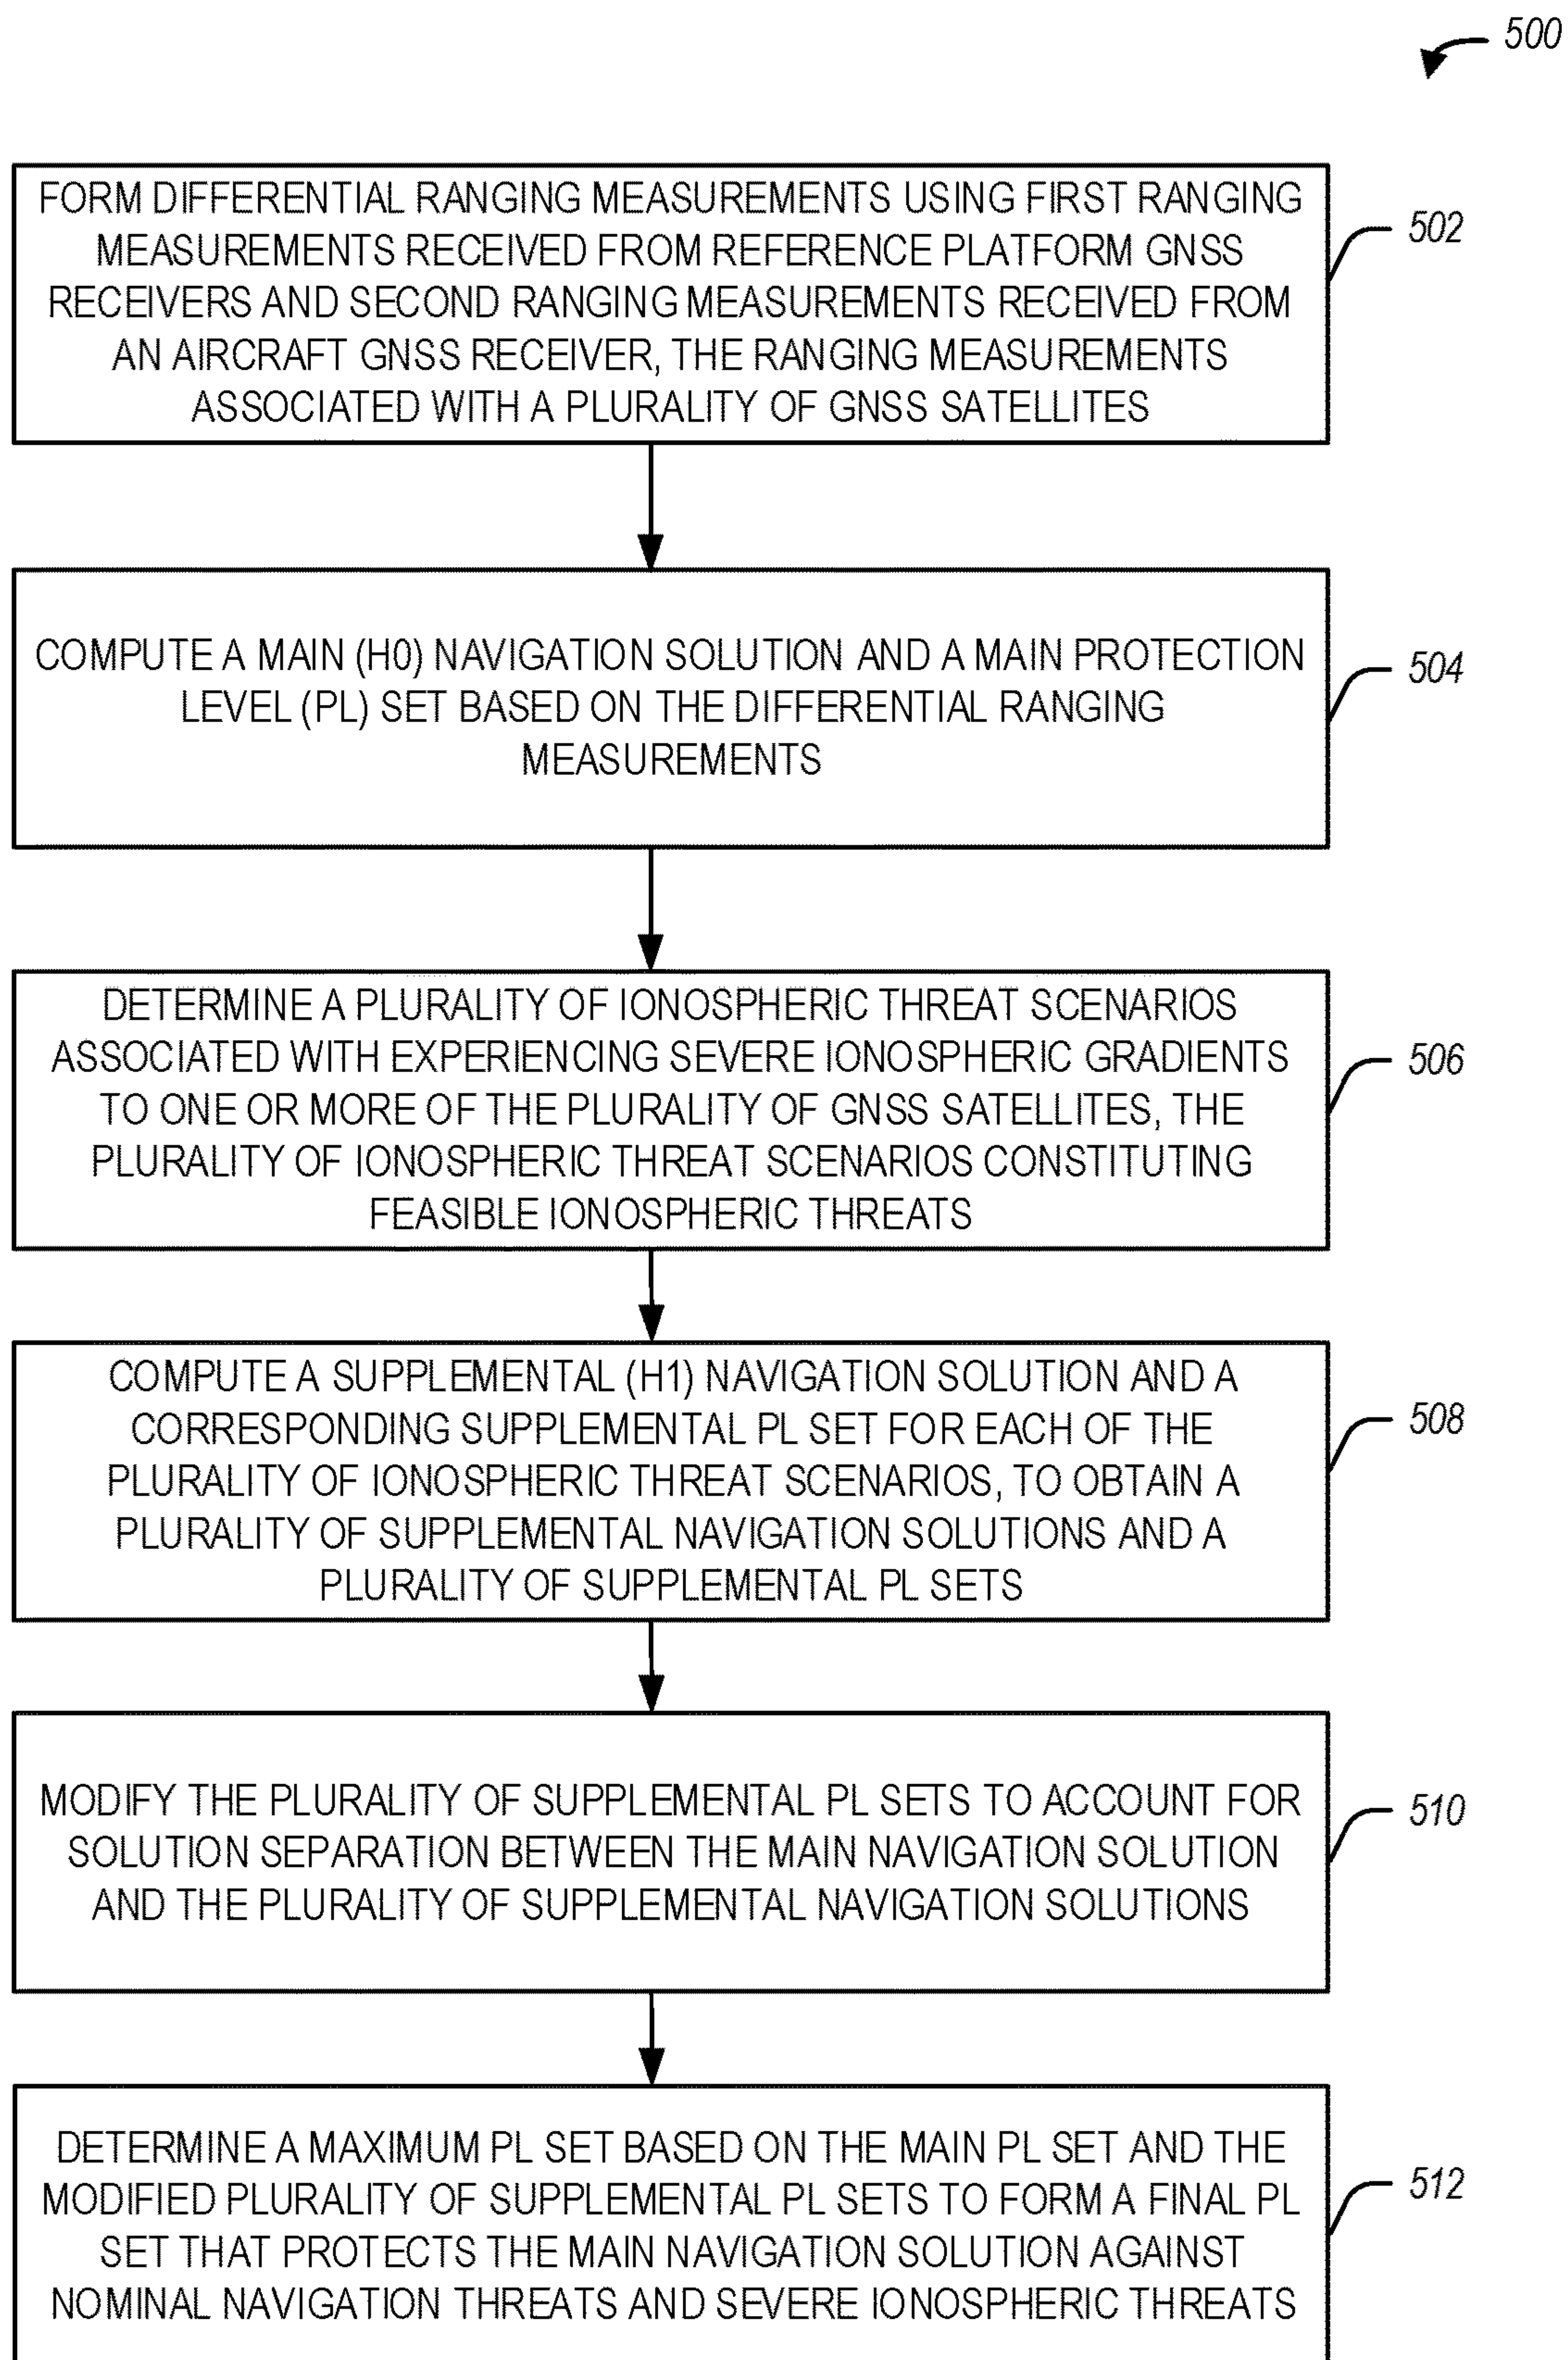 500
FORM DIFFERENTIAL RANGING MEASUREMENTS USING FIRST RANGING
MEASUREMENTS RECEIVED FROM REFERENCE PLATFORM GNSS
RECEIVERS AND SECOND RANGING MEASUREMENTS RECEIVED FROM
AN AIRCRAFT GNSS RECEIVER, THE RANGING MEASUREMENTS
ASSOCIATED WITH A PLURALITY OF GNSS SATELLITES
502
COMPUTE A MAIN (H0) NAVIGATION SOLUTION AND A MAIN PROTECTION
LEVEL (PL) SET BASED ON THE DIFFERENTIAL RANGING
MEASUREMENTS
504
DETERMINE A PLURALITY OF IONOSPHERIC THREAT SCENARIOS
ASSOCIATED WITH EXPERIENCING SEVERE IONOSPHERIC GRADIENTS
TO ONE OR MORE OF THE PLURALITY OF GNSS SATELLITES, THE
PLURALITY OF IONOSPHERIC THREAT SCENARIOS CONSTITUTING
FEASIBLE IONOSPHERIC THREATS
506
COMPUTE A SUPPLEMENTAL (H1) NAVIGATION SOLUTION AND A
CORRESPONDING SUPPLEMENTAL PL SET FOR EACH OF THE
PLURALITY OF IONOSPHERIC THREAT SCENARIOS, TO OBTAIN A
PLURALITY OF SUPPLEMENTAL NAVIGATION SOLUTIONS AND A
PLURALITY OF SUPPLEMENTAL PL SETS
508
MODIFY THE PLURALITY OF SUPPLEMENTAL PL SETS TO ACCOUNT FOR
SOLUTION SEPARATION BETWEEN THE MAIN NAVIGATION SOLUTION
AND THE PLURALITY OF SUPPLEMENTAL NAVIGATION SOLUTIONS
510
DETERMINE A MAXIMUM PL SET BASED ON THE MAIN PL SET AND THE
MODIFIED PLURALITY OF SUPPLEMENTAL PL SETS TO FORM A FINAL PL
SET THAT PROTECTS THE MAIN NAVIGATION SOLUTION AGAINST
NOMINAL NAVIGATION THREATS AND SEVERE IONOSPHERIC THREATS
512